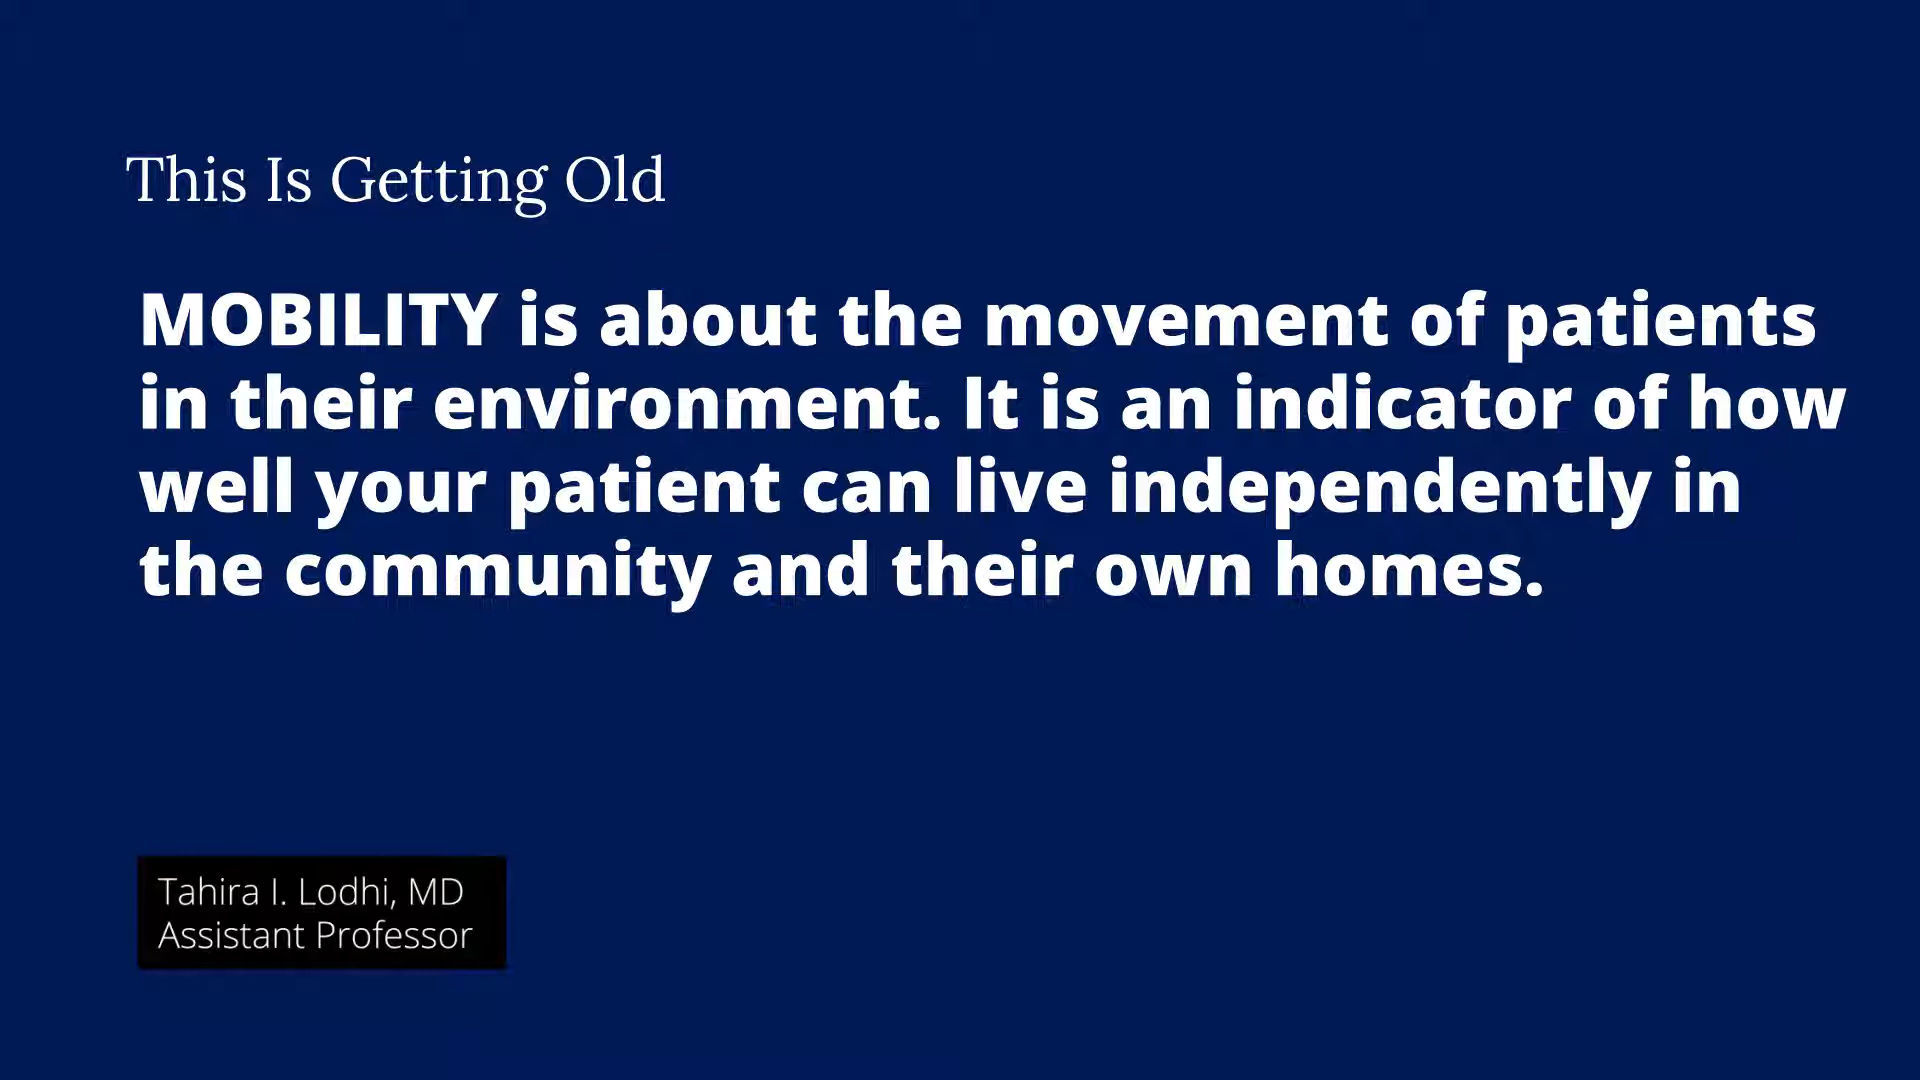 This Is Getting Old
MOBILITY is about the movement of patients
in their environment. It is an indicator of how
well your patient can live independently in
the community and their own homes.
Tahira I. Lodhi, MD
Assistant Professor